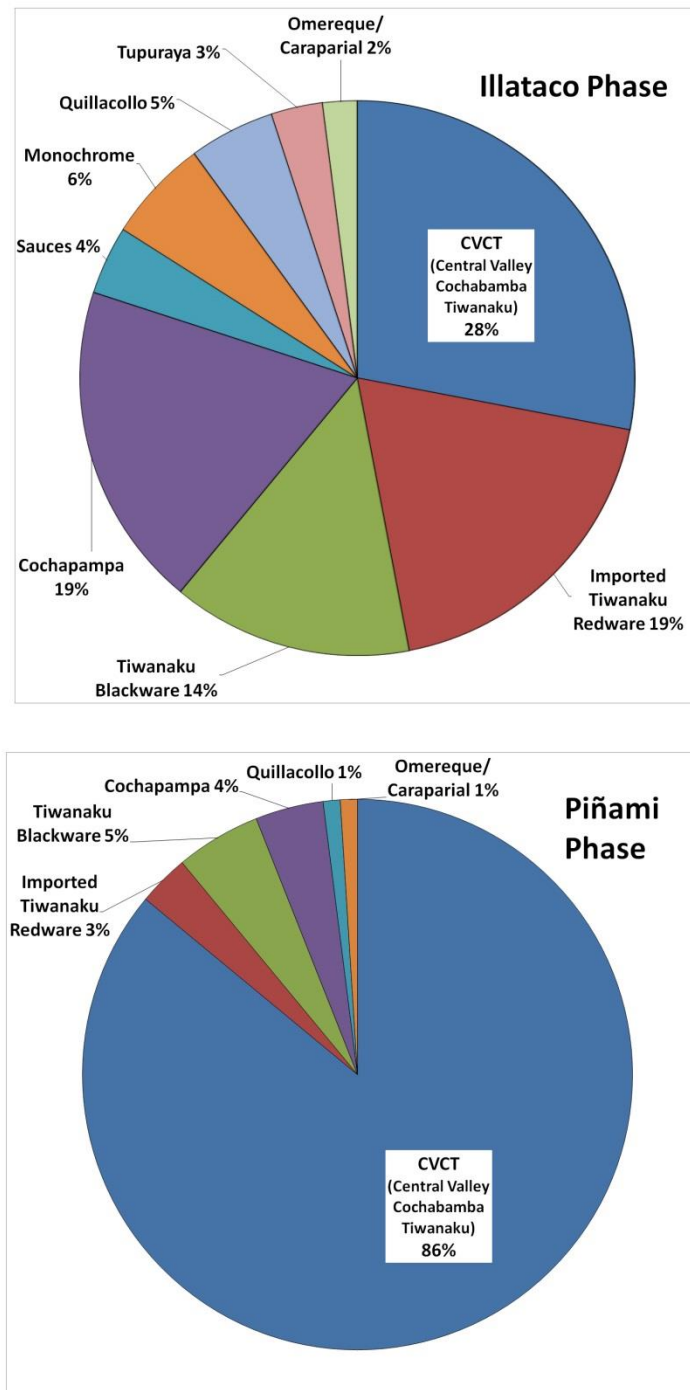 Illataco Phase
Omereque/
Caraparial 2%
Tupuraya 3%
Quillacollo 5%
Monochrome
6%
Sauces 4%
Cochapampa
19%
Tiwanaku
Blackware 14%
Imported
Tiwanaku
Redware 19%
CVCT
(Central Valley
Cochabamba
Tiwanaku)
28%
Piñami
Phase
Omereque/
Caraparial 1%
Quillacollo 1%
Cochapampa 4%
Tiwanaku
Blackware 5%
Imported
Tiwanaku
Redware 3%
CVCT
(Central Valley
Cochabamba
Tiwanaku)
86%